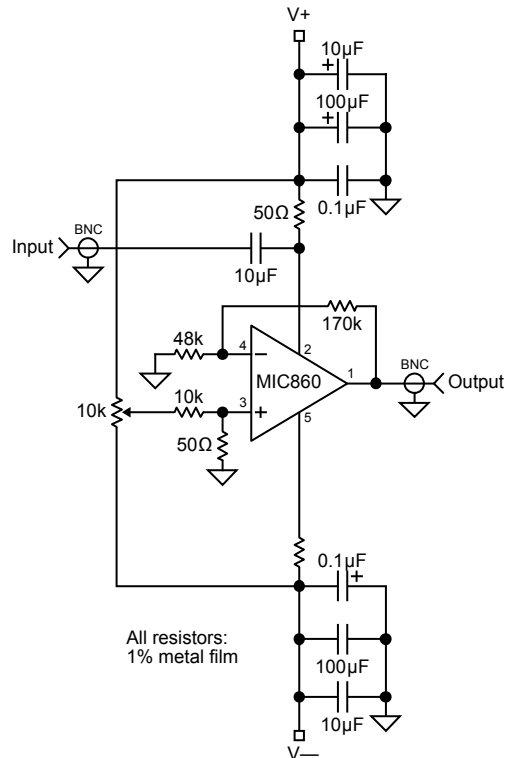 V+
10µF
+
100µF
+
0.1µF
50Ω
BNC
Input
10µF
170k
48k
4
−
2
MIC860
1
BNC
Output
10k
10k
3
+
5
50Ω
0.1µF
+
All resistors:
1% metal film
100µF
10µF
V—